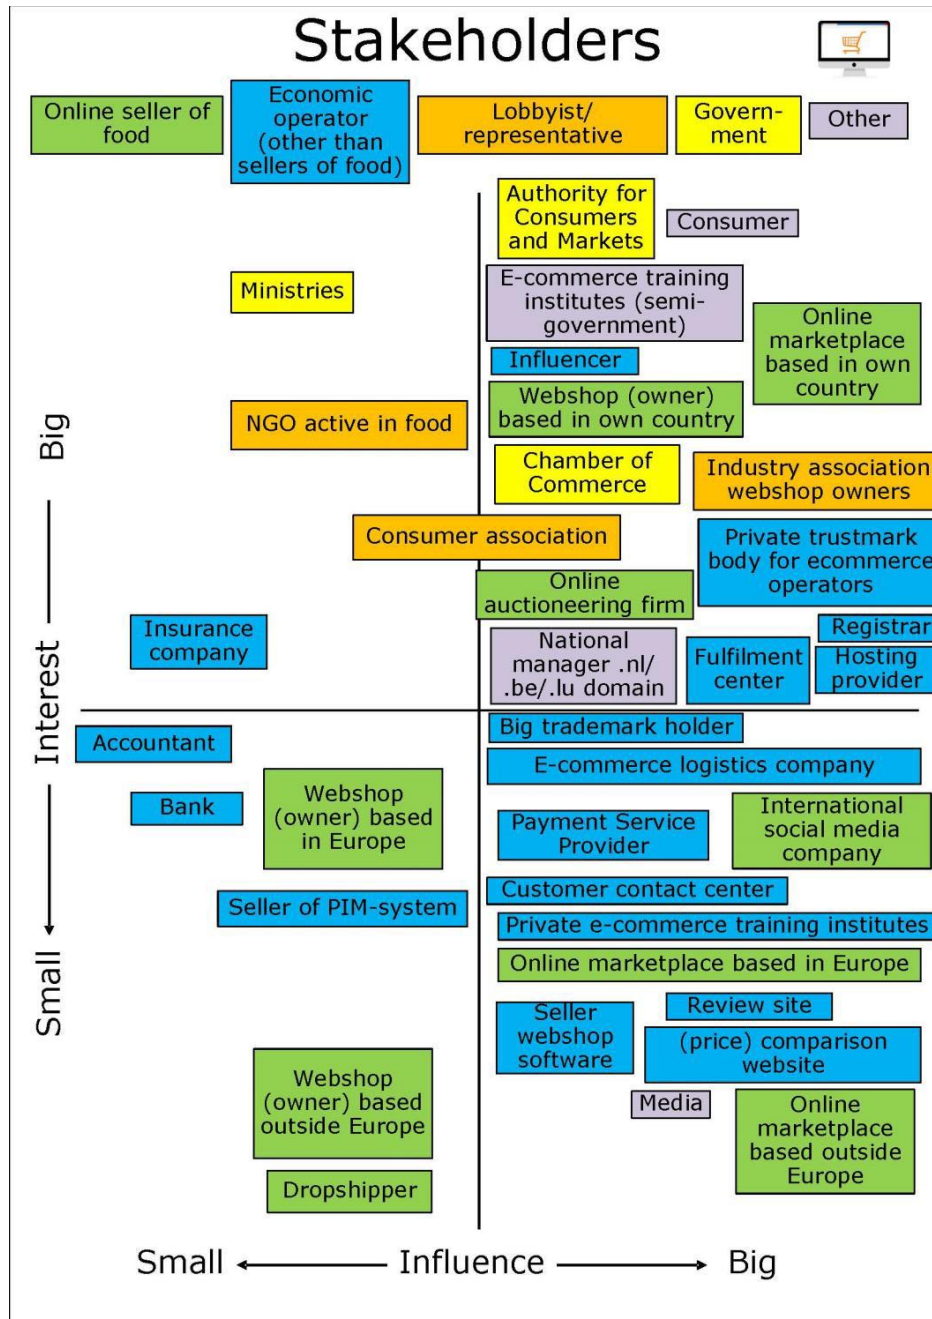 Stakeholders
Online seller of
food
Economic
operator
(other than
sellers of food)
Lobbyist/
representative
Govern-
ment
Other
Authority for
Consumers
and Markets
Consumer
Ministries
E-commerce training
institutes (semi-
government)
Online
marketplace
based in own
country
Influencer
Webshop (owner)
based in own country
NGO active in food
Chamber of
Commerce
Industry association
webshop owners
Consumer association
Private trustmark
body for ecommerce
operators
Online
auctioneering firm
Insurance
company
National
manager .nl/
.be/.lu domain
Fulfilment
center
Registrar
Hosting
provider
Big
Interest
Small
Accountant
Big trademark holder
E-commerce logistics company
Bank
Webshop
(owner) based
in Europe
Payment Service
Provider
International
social media
company
Seller of PIM-system
Customer contact center
Private e-commerce training institutes
Online marketplace based in Europe
Seller
webshop
software
Review site
(price) comparison
website
Webshop
(owner) based
outside Europe
Media
Online
marketplace
based outside
Europe
Dropshipper
Small
Influence
Big